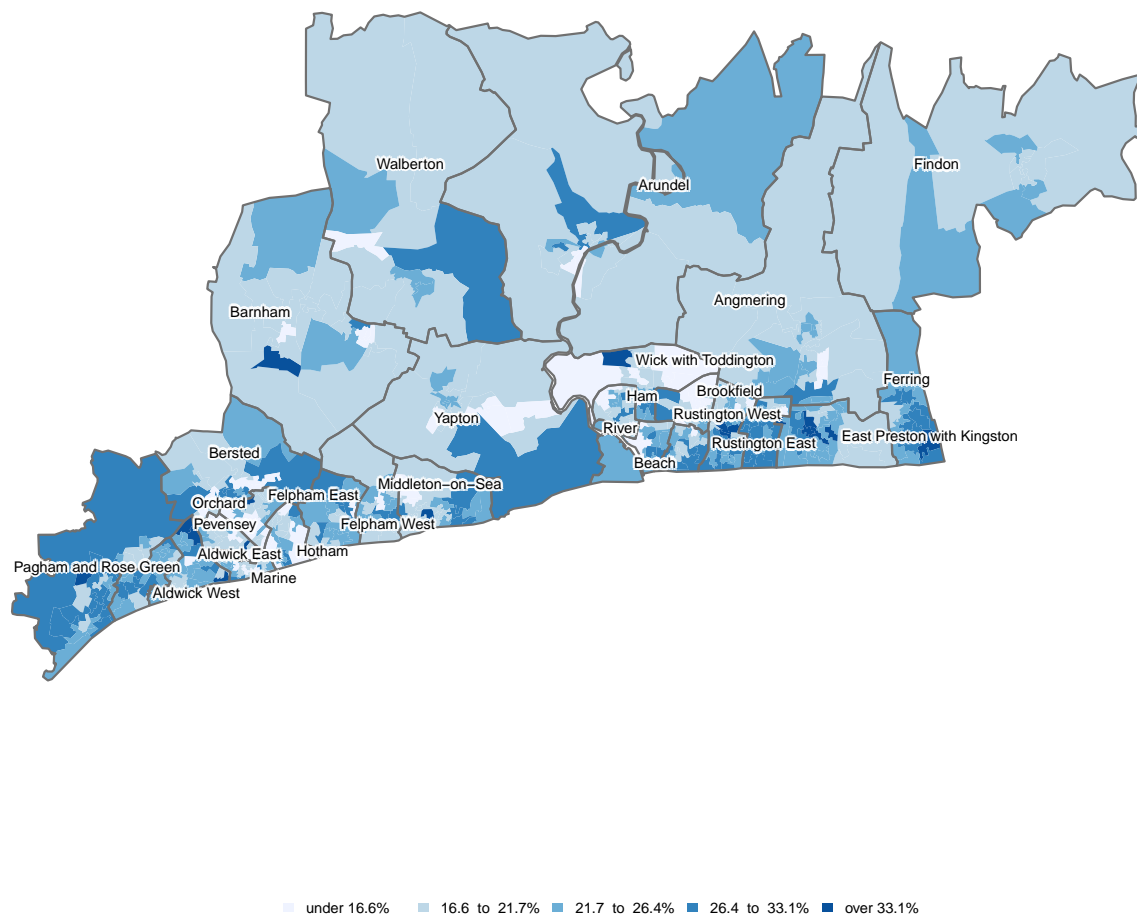 Walberton
Findon
Arundel
Angmering
Barnham
Wick with Toddington
Ferring
Brookfield
Ham
Rustington West
Yapton
River
East Preston with Kingston
Rustington East
Bersted
Beach
Middleton−on−Sea
Felpham East
Orchard
Pevensey
Felpham West
Hotham
Aldwick East
Pagham and Rose Green
Marine
Aldwick West
under 16.6% 16.6 to 21.7% 21.7 to 26.4% 26.4 to 33.1% over 33.1%